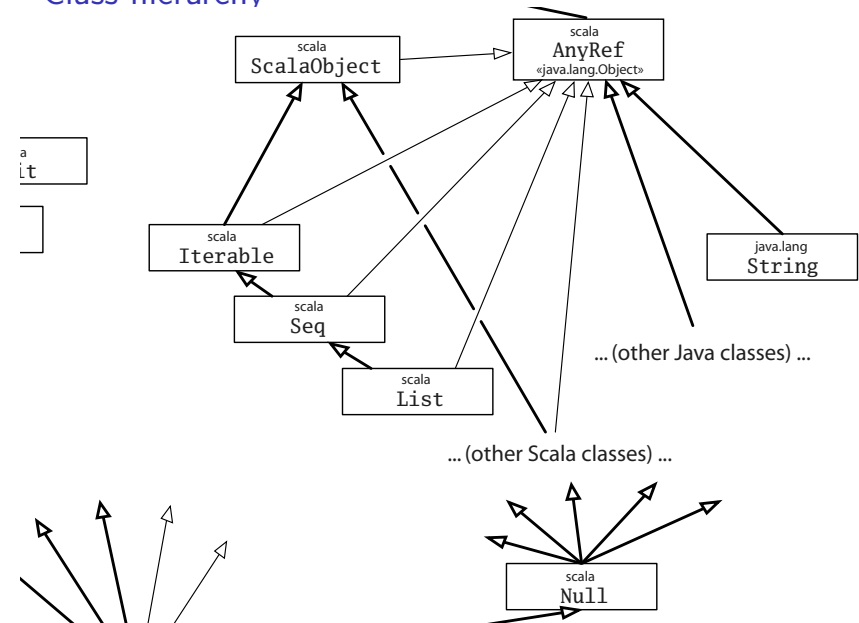 Class hierarchy
scala
ScalaObject
scala
AnyRef
«java.lang.Object»
a
it
scala
Iterable
java.lang
String
scala
Seq
... (other Java classes) ...
scala
List
... (other Scala classes) ...
scala
Null